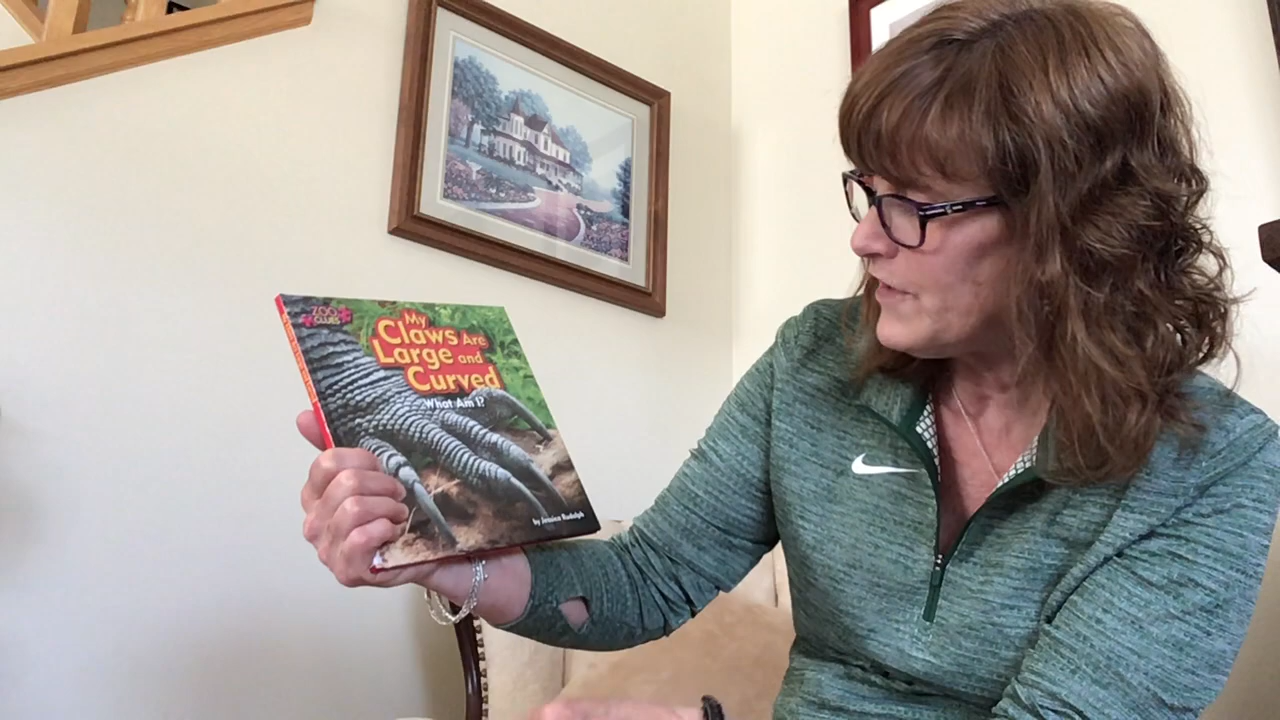 ZOO
CLUES
My
Claws Are
Large and
Curved
What Am I?
by Jessica Rudolph